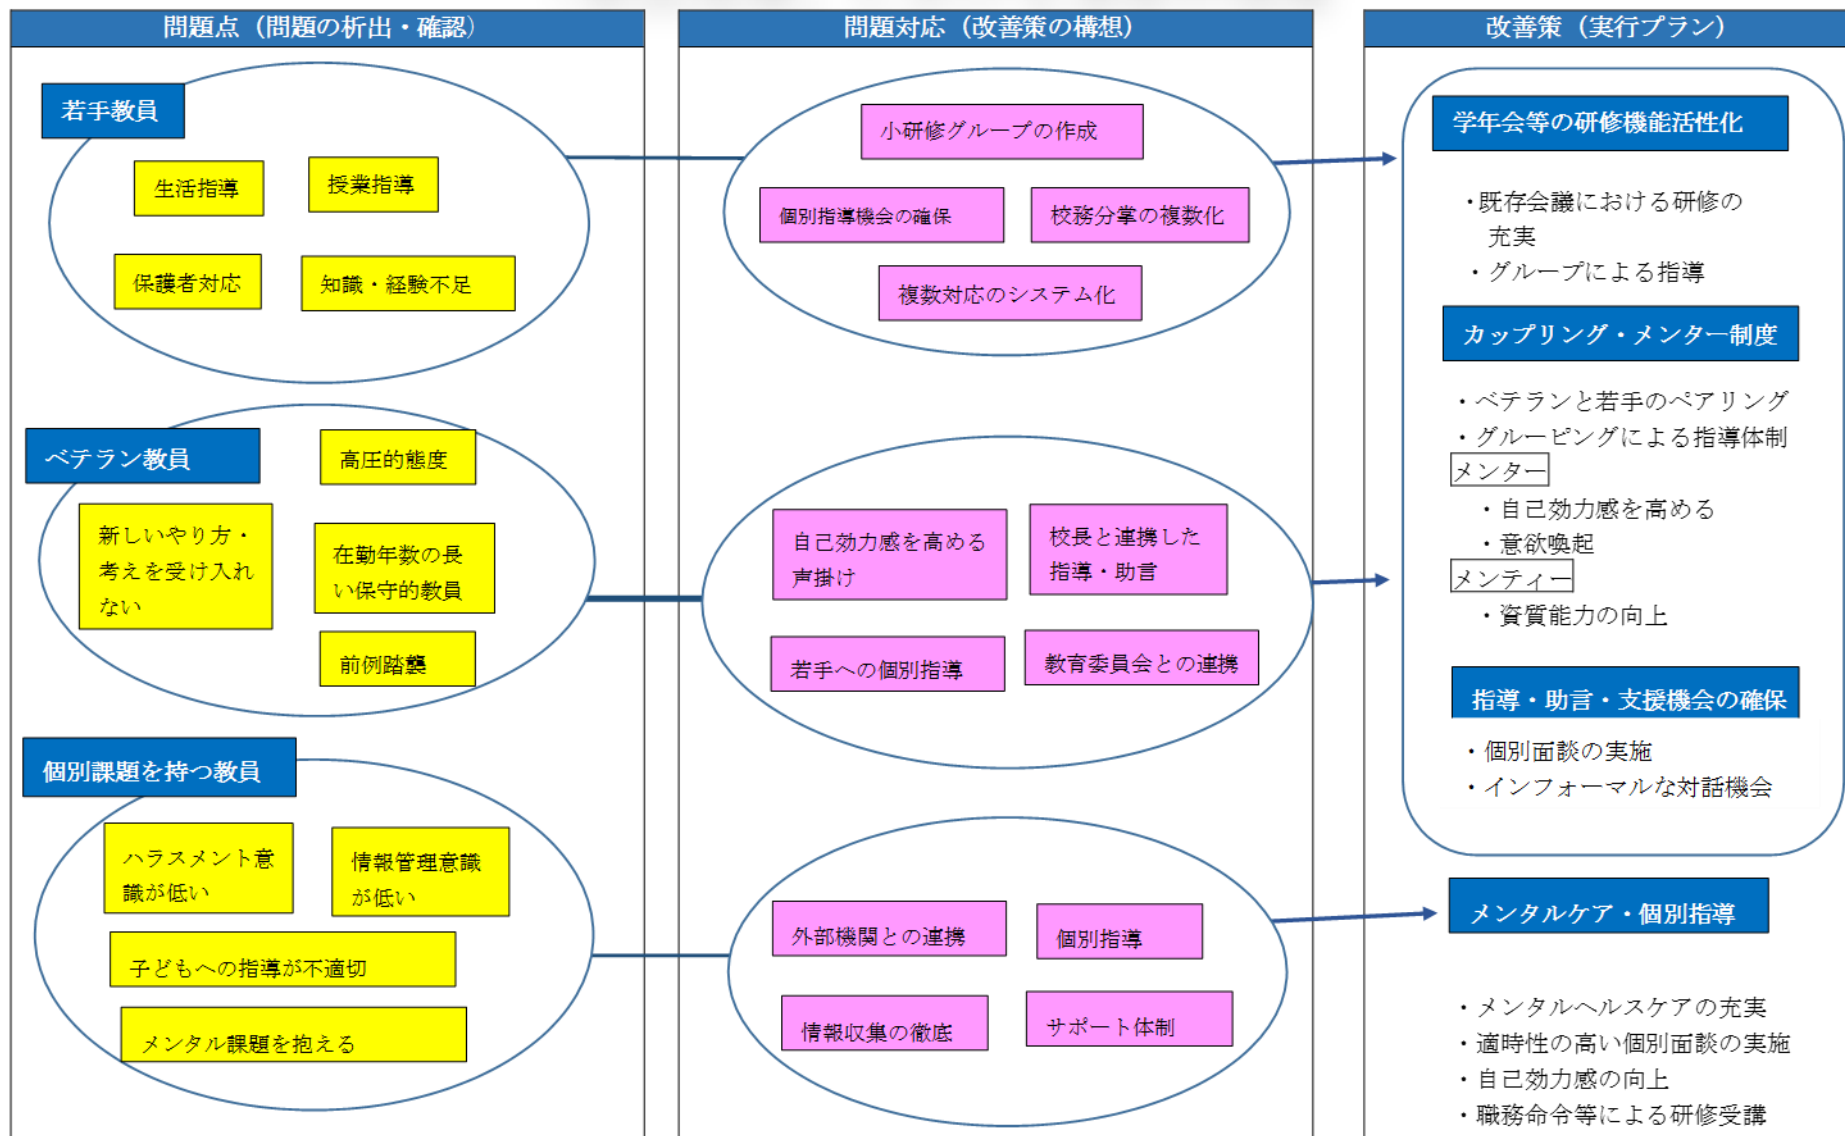 問題点（問題の析出・確認）
若手教員
生活指導
授業指導
保護者対応
知識・経験不足
ベテラン教員
高圧的態度
新しいやり方・
考えを受け入れ
ない
在勤年数の長
い保守的教員
前例踏襲
個別課題を持つ教員
ハラスメント意
識が低い
情報管理意識
が低い
子どもへの指導が不適切
メンタル課題を抱える
問題対応（改善策の構想）
小研修グループの作成
個別指導機会の確保
校務分掌の複数化
複数対応のシステム化
自己効力感を高める
声掛け
校長と連携した
指導・助言
若手への個別指導
教育委員会との連携
外部機関との連携
個別指導
情報収集の徹底
サポート体制
改善策（実行プラン）
学年会等の研修機能活性化
・既存会議における研修の
充実
・グループによる指導
カップリング・メンター制度
・ベテランと若手のペアリング
・グルーピングによる指導体制
メンター
・自己効力感を高める
・意欲喚起
メンティー
・資質能力の向上
指導・助言・支援機会の確保
・個別面談の実施
・インフォーマルな対話機会
メンタルケア・個別指導
・メンタルヘルスケアの充実
・適時性の高い個別面談の実施
・自己効力感の向上
・職務命令等による研修受講